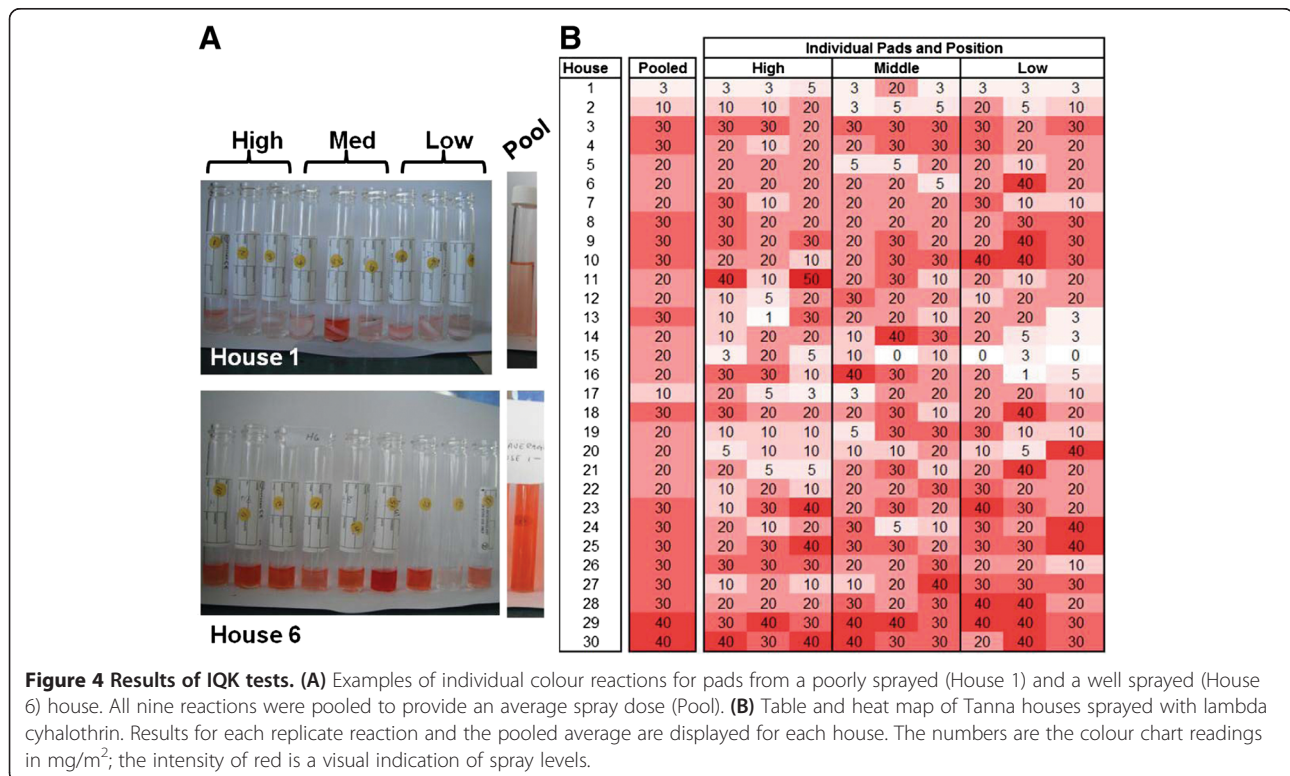 A
High Med Low Pool
House 1
H6
House 6
B
Individual Pads and Position
House Pooled High Middle Low
1 3 3 3 5 3 20 3 3 3 3
2 10 10 10 20 3 5 5 20 5 10
3 30 30 30 20 30 30 30 30 20 30
4 30 20 10 20 20 30 30 30 20 20
5 20 20 20 20 5 5 20 20 10 20
6 20 20 20 20 20 20 5 20 40 20
7 20 30 10 20 20 20 20 30 10 10
8 30 30 20 20 20 20 20 20 30 30
9 30 30 20 30 20 30 20 20 40 30
10 30 20 20 10 20 30 30 40 40 30
11 20 40 10 50 20 30 10 20 10 20
12 20 10 5 20 30 20 20 10 20 20
13 30 10 1 30 20 20 10 20 20 3
14 20 10 20 20 10 40 30 20 5 3
15 20 3 20 5 10 0 10 0 3 0
16 20 30 30 10 40 30 20 20 1 5
17 10 20 5 3 3 20 20 20 20 10
18 30 30 20 20 20 30 10 20 40 20
19 20 10 10 10 5 30 30 30 10 10
20 20 5 10 10 10 10 20 10 5 40
21 20 20 5 5 20 30 10 20 40 20
22 20 10 20 10 20 20 30 30 20 20
23 30 10 30 40 20 30 20 40 30 20
24 30 20 10 20 30 5 10 30 20 40
25 30 20 30 40 30 30 20 30 30 40
26 30 30 30 30 20 20 30 20 20 10
27 30 10 20 10 10 20 40 30 30 30
28 30 20 20 20 30 20 30 40 40 20
29 40 30 40 30 40 40 30 40 40 30
30 40 40 30 40 40 30 30 20 40 30
Figure 4 Results of IQK tests. (A) Examples of individual colour reactions for pads from a poorly sprayed (House 1) and a well sprayed (House
6) house. All nine reactions were pooled to provide an average spray dose (Pool). (B) Table and heat map of Tanna houses sprayed with lambda
cyhalothrin. Results for each replicate reaction and the pooled average are displayed for each house. The numbers are the colour chart readings
in mg/m²; the intensity of red is a visual indication of spray levels.